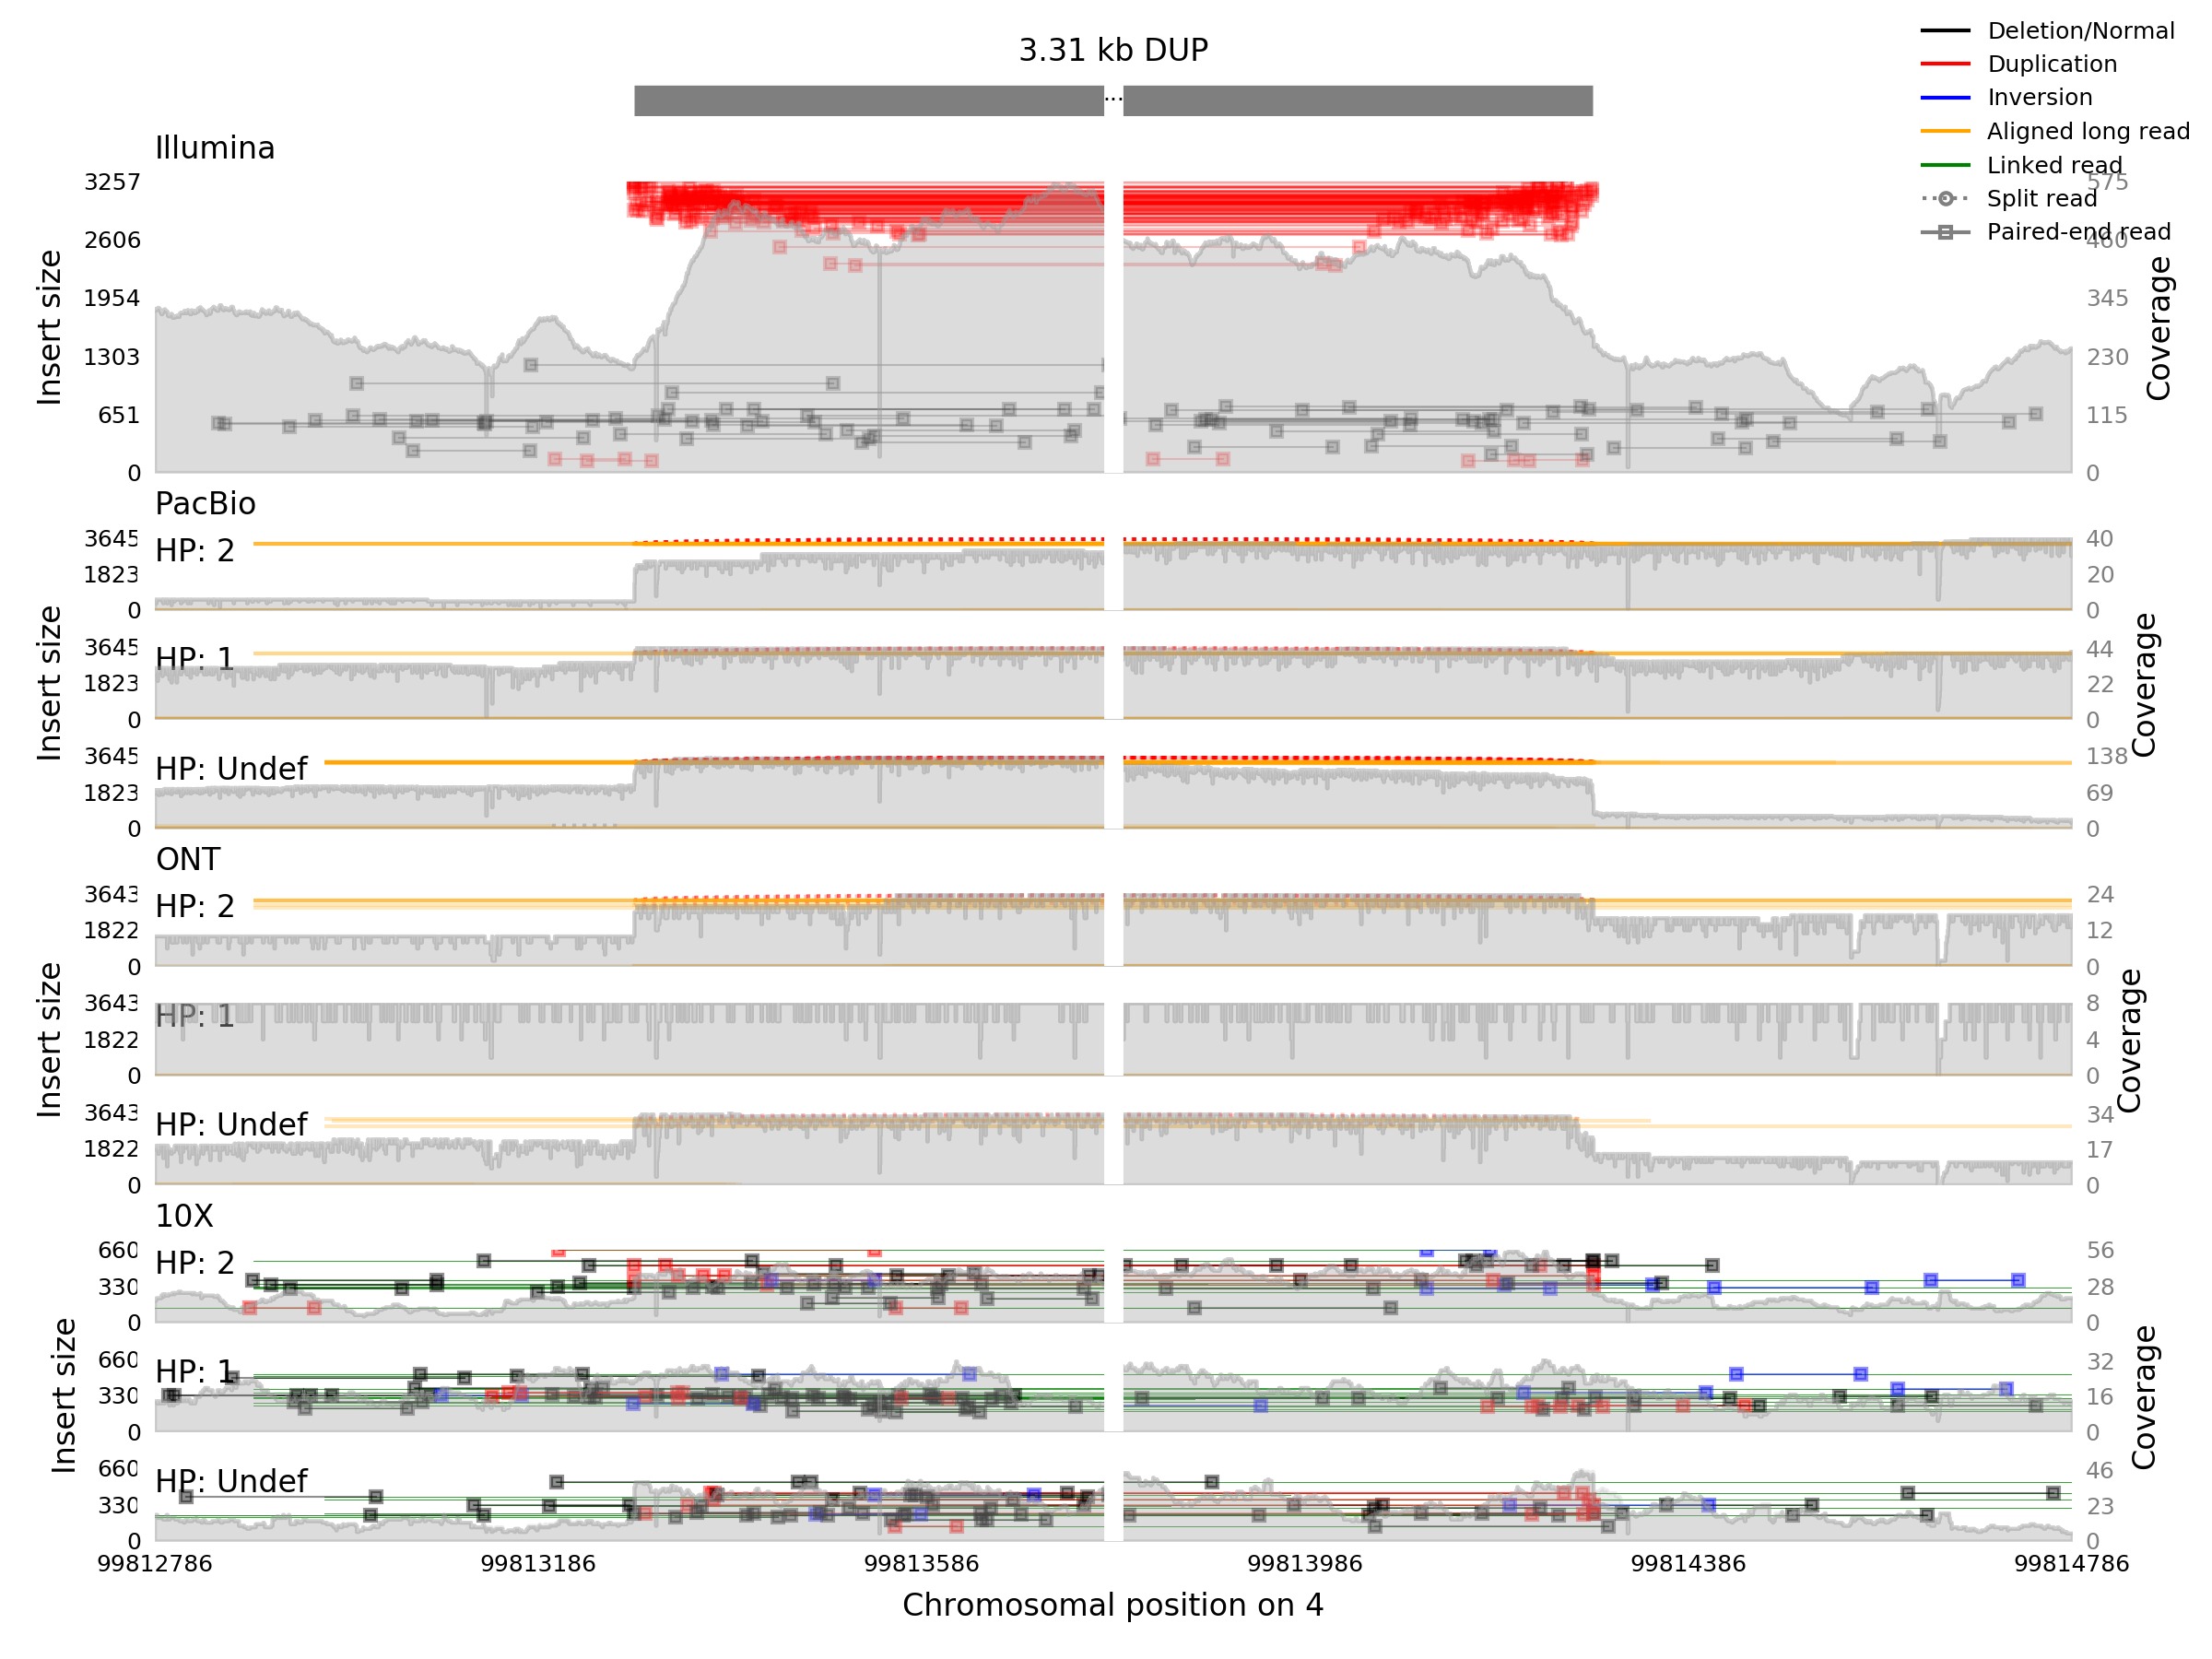 3.31 kb DUP
...
Deletion/Normal
Duplication
Inversion
Aligned long read
Linked read
Split read
Paired-end read
Illumina
Insert size
3257
2606
1954
1303
651
0
575
460
345
230
115
0
Coverage
PacBio
Insert size
HP: 2
3645
1823
0
40
20
0
HP: 1
3645
1823
0
44
22
0
HP: Undef
3645
1823
0
138
69
0
Coverage
ONT
Insert size
HP: 2
3643
1822
0
24
12
0
HP: 1
3643
1822
0
8
4
0
HP: Undef
3643
1822
0
34
17
0
Coverage
10X
Insert size
HP: 2
660
330
0
56
28
0
HP: 1
660
330
0
32
16
0
HP: Undef
660
330
0
46
23
0
Coverage
99812786 99813186 99813586 99813986 99814386 99814786
Chromosomal position on 4